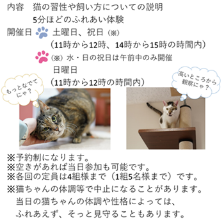 内容　猫の習性や飼い方についての説明
5分ほどのふれあい体験
開催日　土曜日、祝日（※）
（11時から12時、14時から15時の時間内）
（※）水・日の祝日は午前中のみ開催
日曜日
（11時から12時の時間内）
もっとなでて
にゃ？
高いところから
観察にゃ？
※予約制になります。
※空きがあれば当日参加も可能です。
※各回の定員は4組様まで（1組5名様まで）です。
※猫ちゃんの体調等で中止になることがあります。
当日の猫ちゃんの体調や性格によっては、
ふれあえず、そっと見守ることもあります。